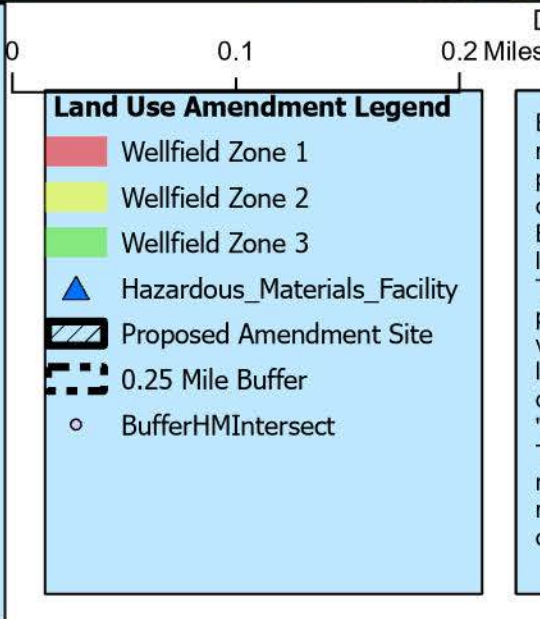 0 0.1 0.2 Miles
Land Use Amendment Legend
Wellfield Zone 1
Wellfield Zone 2
Wellfield Zone 3
Hazardous_Materials_Facility
Proposed Amendment Site
0.25 Mile Buffer
BufferHMIntersect